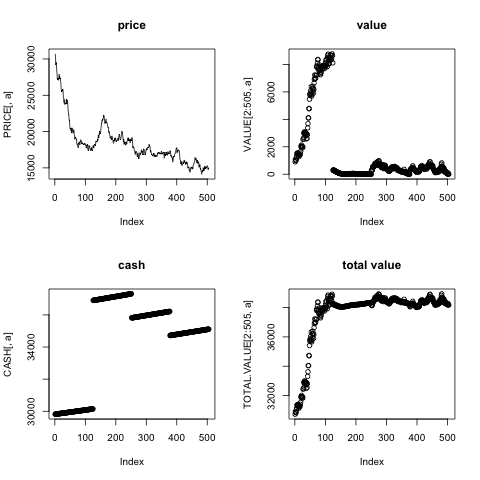 price
PRICE[, a]
15000 20000 25000 30000
0 100 200 300 400 500
Index
value
VALUE[2:505, a]
0 2000 6000
0 100 200 300 400 500
Index
cash
CASH[, a]
30000 34000
0 100 200 300 400 500
Index
total value
TOTAL.VALUE[2:505, a]
32000 36000
0 100 200 300 400 500
Index